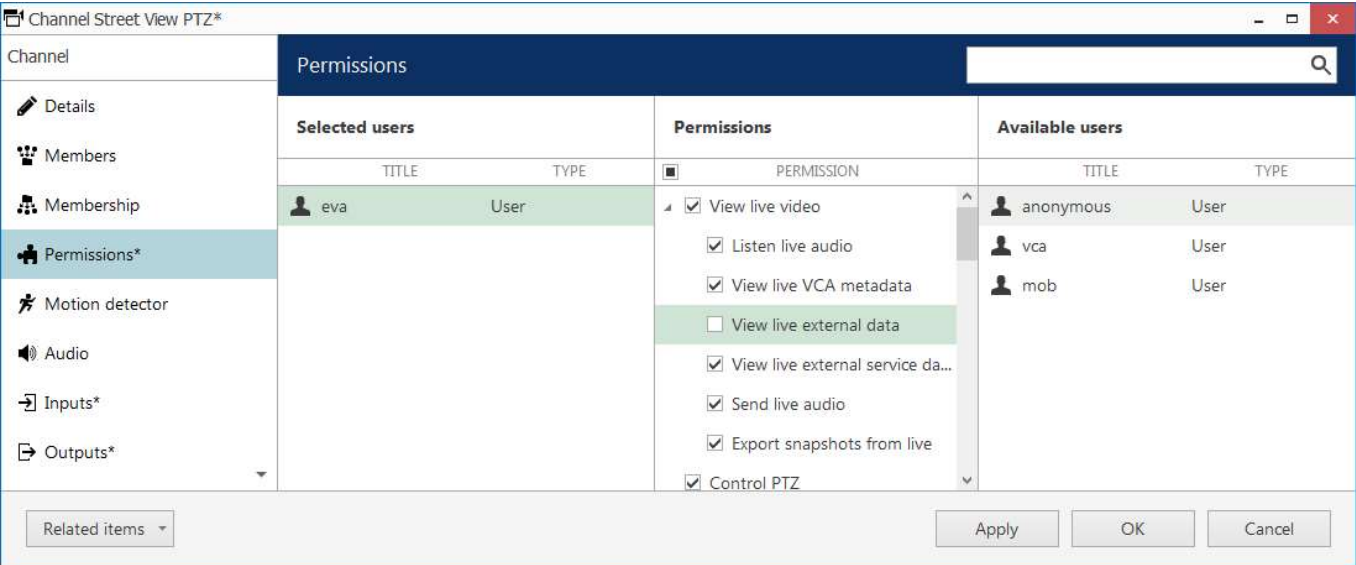 Channel Street View PTZ*
Channel
Details
Members
Membership
Permissions*
Motion detector
Audio
Inputs*
Outputs*
Permissions
Selected users
TITLE TYPE
eva User
Permissions
PERMISSION
View live video
Listen live audio
View live VCA metadata
View live external data
View live external service da...
Send live audio
Export snapshots from live
Control PTZ
Available users
TITLE TYPE
anonymous User
vca User
mob User
Related items
Apply
OK
Cancel